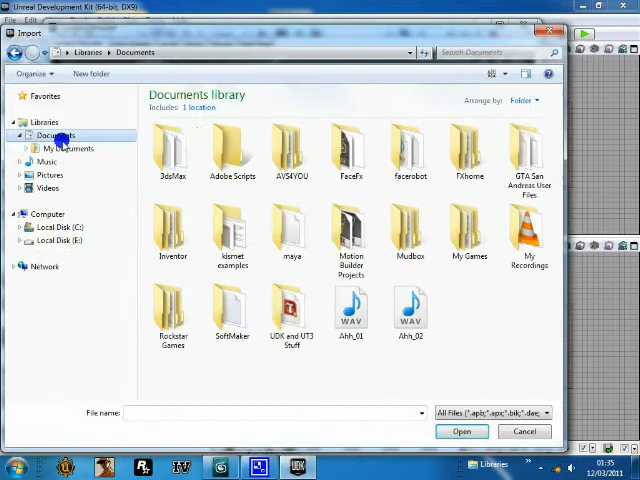 Unreal Development Kit (64-bit, DX9)
File
Import
Libraries
Documents
Search Documents
Organize
New folder
Favorites
Libraries
Documents
My Documents
Music
Pictures
Videos
Computer
Local Disk (C:)
Local Disk (E:)
Network
Documents library
Includes: 1 location
Arrange by: Folder
3dsMax
Adobe Scripts
AVS4YOU
FaceFx
facerobot
FXhome
GTA San
Andreas User
Files
Inventor
kismet
examples
maya
Motion
Builder
Projects
Mudbox
My Games
My
Recordings
Rockstar
Games
SoftMaker
UDK and UT3
Stuff
WAV
Ahh_01
WAV
Ahh_02
File name:
All Files (*.apb;*.apx;*.bik;*.dae;
Open
Cancel
IV
UDK
Libraries
01:35
12/03/2011